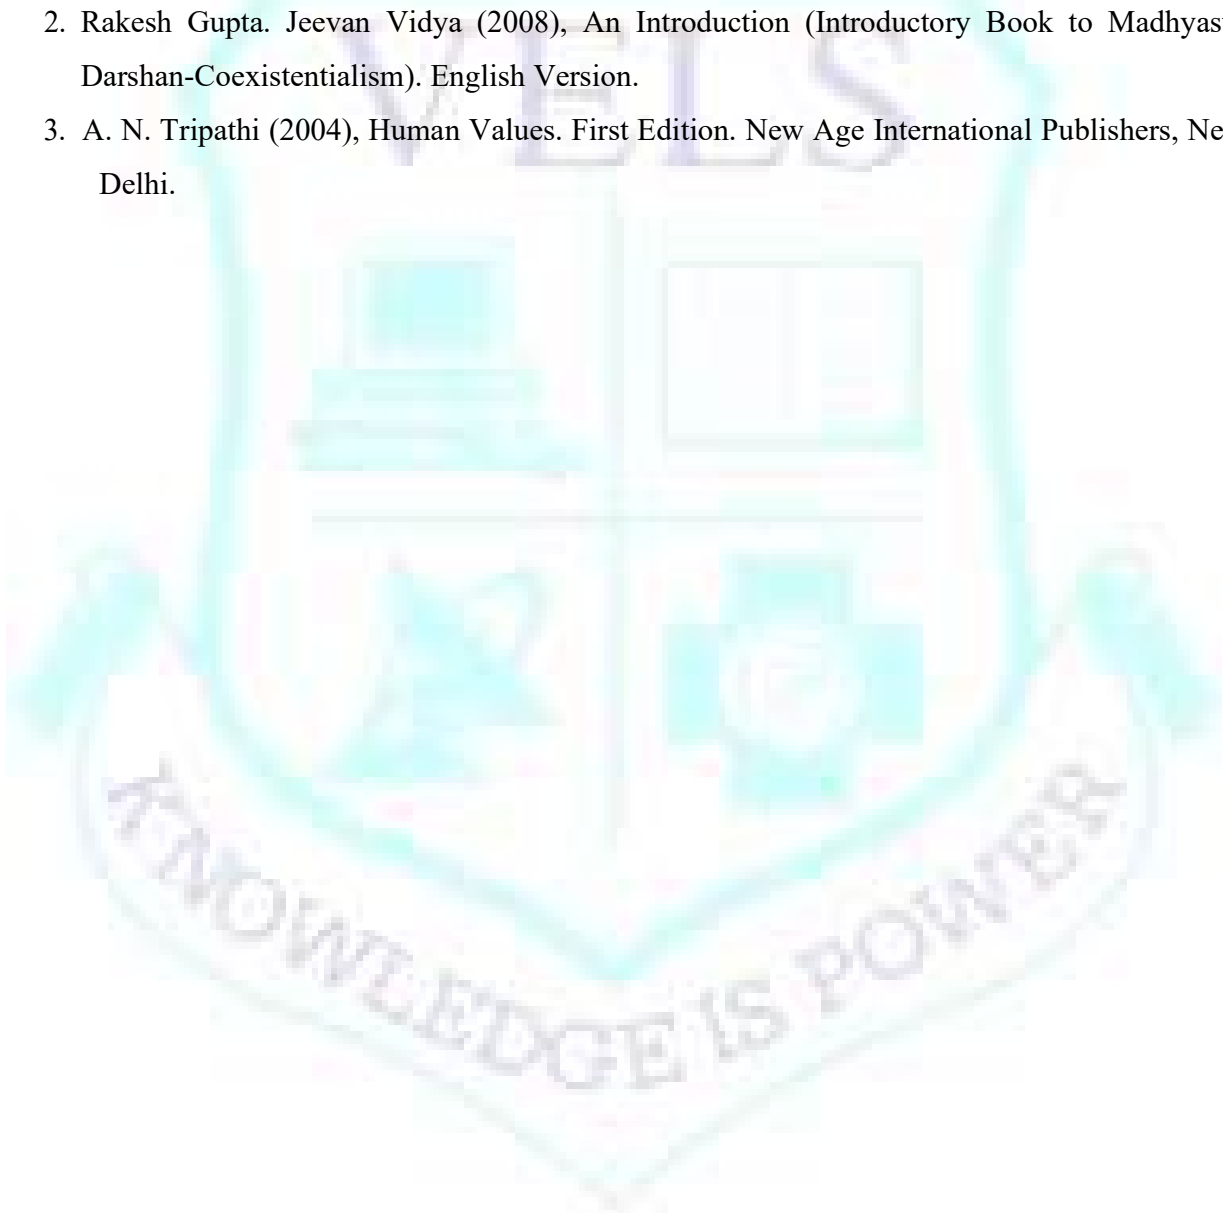 2. Rakesh Gupta. Jeevan Vidya (2008), An Introduction (Introductory Book to Madhyas
Darshan-Coexistentialism). English Version.
3. A. N. Tripathi (2004), Human Values. First Edition. New Age International Publishers, Ne
Delhi.
VELS
KNOWLEDGE IS POWER